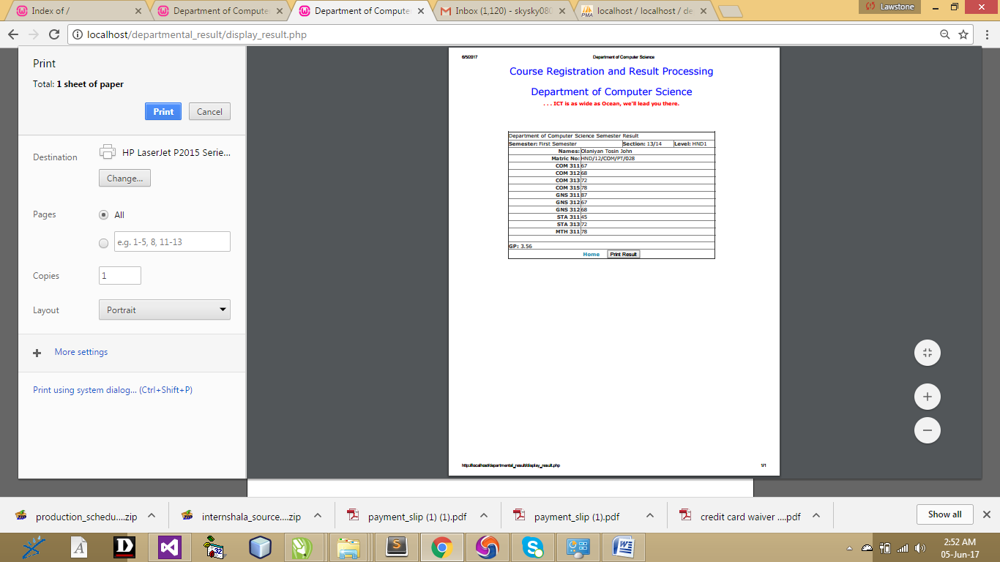 Index of /
Department of Compute
Department of Compute
Inbox (1,120) - skysky080
localhost / localhost / de
Lawstone
localhost/departmental_result/display_result.php
Print
Total: 1 sheet of paper
Print
Cancel
Destination
HP LaserJet P2015 Serie...
Change...
Pages
All
e.g. 1-5, 8, 11-13
Copies
1
Layout
Portrait
More settings
Print using system dialog... (Ctrl+Shift+P)
6/5/2017
Department of Computer Science
Course Registration and Result Processing
Department of Computer Science
. . . ICT is as wide as Ocean, we'll lead you there.
Department of Computer Science Semester Result
Semester: First Semester Section: 13/14 Level: HND1
Names: Olaniyan Tosin John
Matric No: HND/12/COM/PT/028
COM 311 67
COM 312 68
COM 313 72
COM 315 78
GNS 311 87
GNS 312 67
GNS 312 68
STA 311 45
STA 313 72
MTH 311 78
GP: 3.56
Home Print Result
http://localhost/departmental_result/display_result.php
1/1
production_schedu....zip
internshala_source....zip
payment_slip (1) (1).pdf
payment_slip (1).pdf
credit card waiver ....pdf
Show all
2:52 AM
05-Jun-17